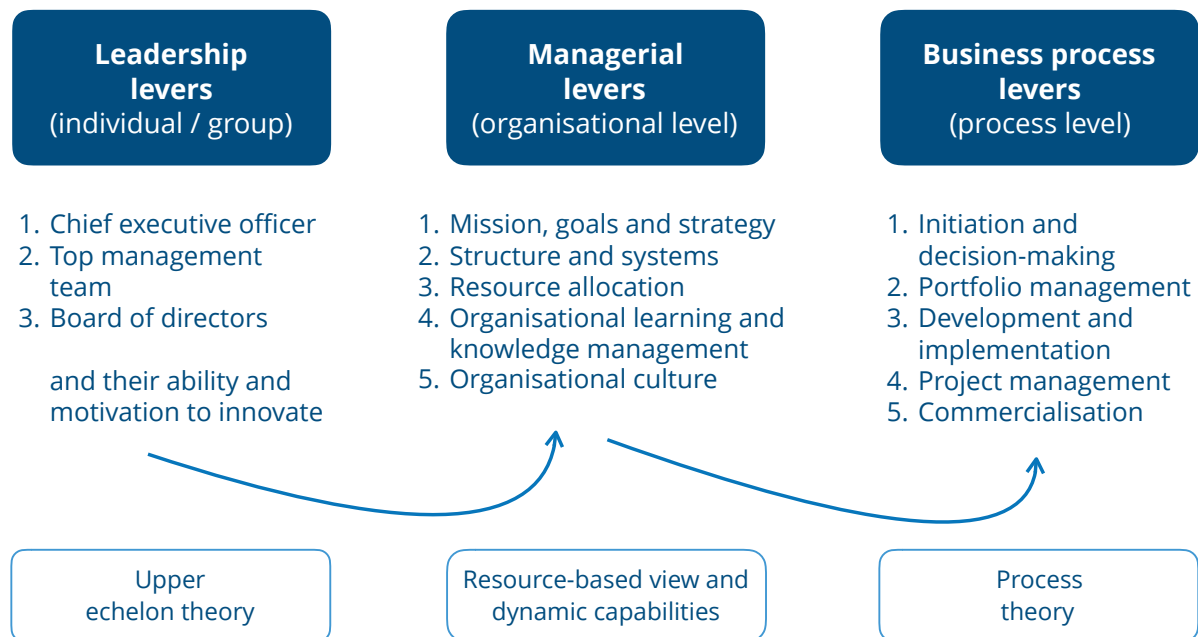 Leadership
levers
(individual / group)
1. Chief executive officer
2. Top management
team
3. Board of directors
and their ability and
motivation to innovate
Upper
echelon theory
Managerial
levers
(organisational level)
1. Mission, goals and strategy
2. Structure and systems
3. Resource allocation
4. Organisational learning and
knowledge management
5. Organisational culture
Resource-based view and
dynamic capabilities
Business process
levers
(process level)
1. Initiation and
decision-making
2. Portfolio management
3. Development and
implementation
4. Project management
5. Commercialisation
Process
theory